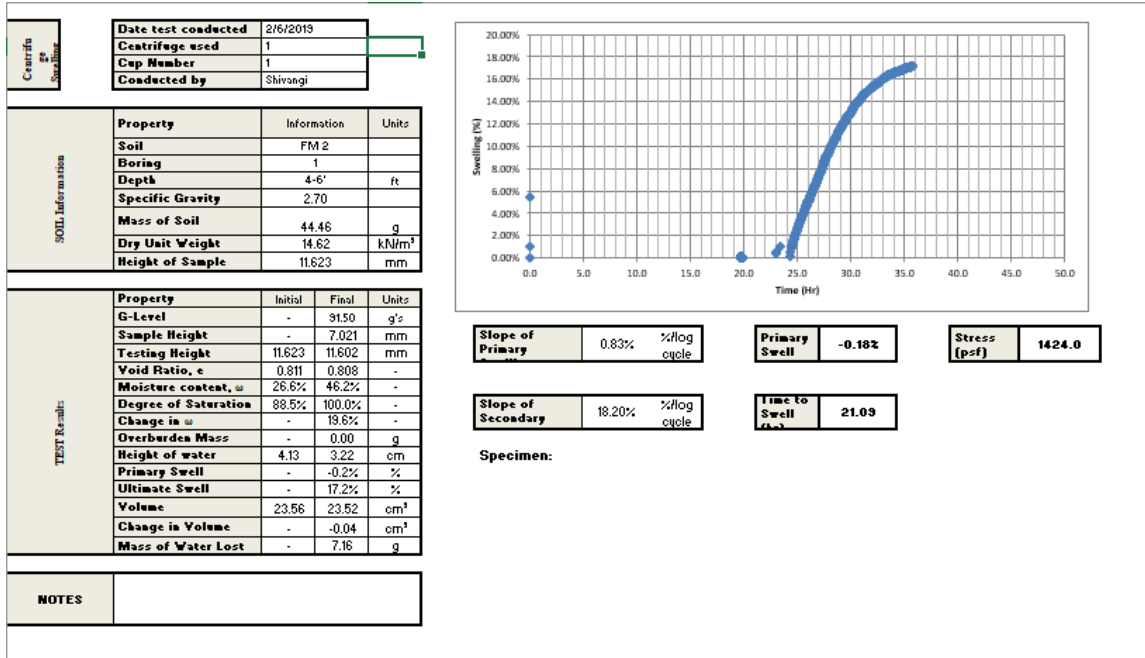 Centrifu
ge
Swelling
Date test conducted 2/6/2019
Centrifuge used 1
Cup Number 1
Conducted by Shivangi
SOIL Information
Property Information Units
Soil FM 2
Boring 1
Depth 4-6' ft
Specific Gravity 2.70
Mass of Soil 44.46 g
Dry Unit Weight 14.62 kN/m³
Height of Sample 11.623 mm
TEST Results
Property Initial Final Units
G-Level - 91.50 g's
Sample Height - 7.021 mm
Testing Height 11.623 11.602 mm
Void Ratio, e 0.811 0.808 -
Moisture content, ω 26.6% 46.2% -
Degree of Saturation 88.5% 100.0% -
Change in ω - 19.6% -
Overburden Mass - 0.00 g
Height of water 4.13 3.22 cm
Primary Swell - -0.2% %
Ultimate Swell - 17.2% %
Volume 23.56 23.52 cm³
Change in Volume - -0.04 cm³
Mass of Water Lost - 7.16 g
NOTES
20.00%
18.00%
16.00%
14.00%
12.00%
10.00%
8.00%
6.00%
4.00%
2.00%
0.00%
Swelling (%)
0.0 5.0 10.0 15.0 20.0 25.0 30.0 35.0 40.0 45.0 50.0
Time (Hr)
Slope of
Primary
0.83% %/log
cycle
Primary
Swell -0.18%
Stress
(psf) 1424.0
Slope of
Secondary
18.20% %/log
cycle
Time to
Swell
21.09
Specimen: